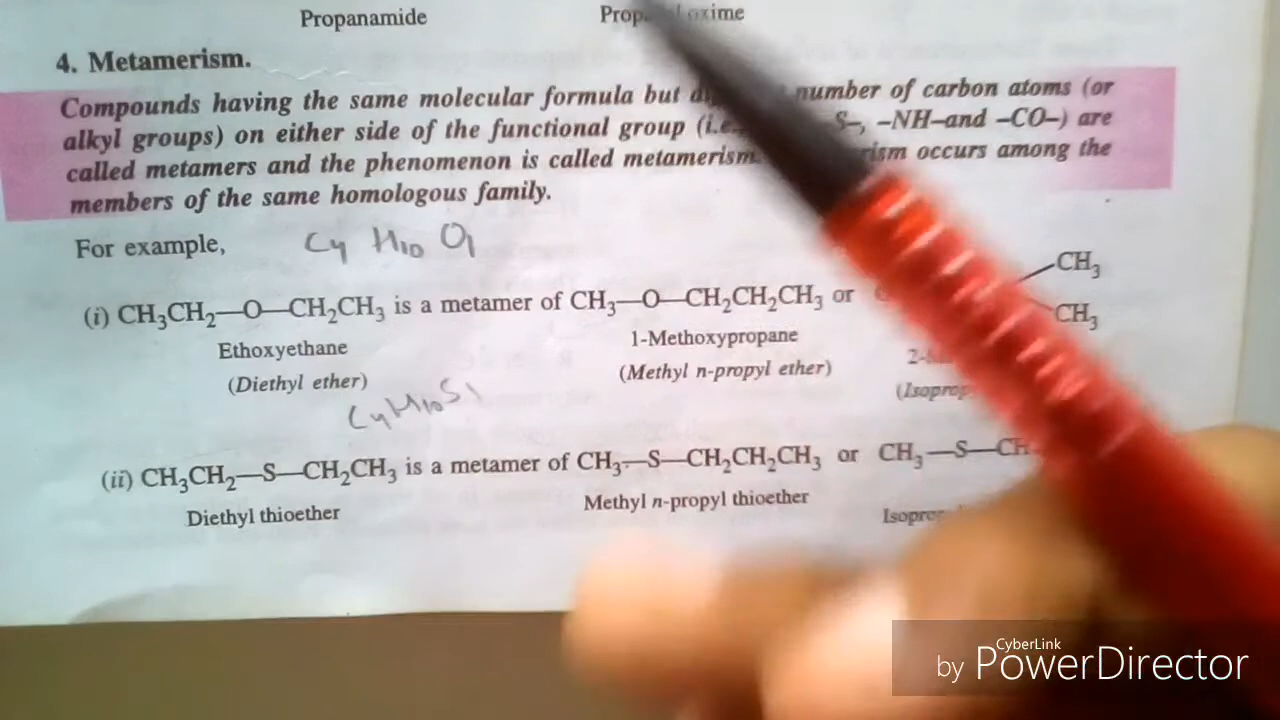 Propanamide oxime
4. Metamerism.
Compounds having the same molecular formula but number of carbon atoms (or
alkyl groups) on either side of the functional group (i.e., S–, –NH–and –CO–) are
called metamers and the phenomenon is called metamerism. occurs among the
members of the same homologous family.
For example, C4 H10 O1
CH3
(i) CH3CH2—O—CH2CH3 is a metamer of CH3—O—CH2CH2CH3 or
CH3
Ethoxyethane 1-Methoxypropane
(Diethyl ether) (Methyl n-propyl ether)
C4H10S1
(ii) CH3CH2—S—CH2CH3 is a metamer of CH3—S—CH2CH2CH3 or CH3—S—CH
Diethyl thioether Methyl n-propyl thioether
CyberLink
by PowerDirector